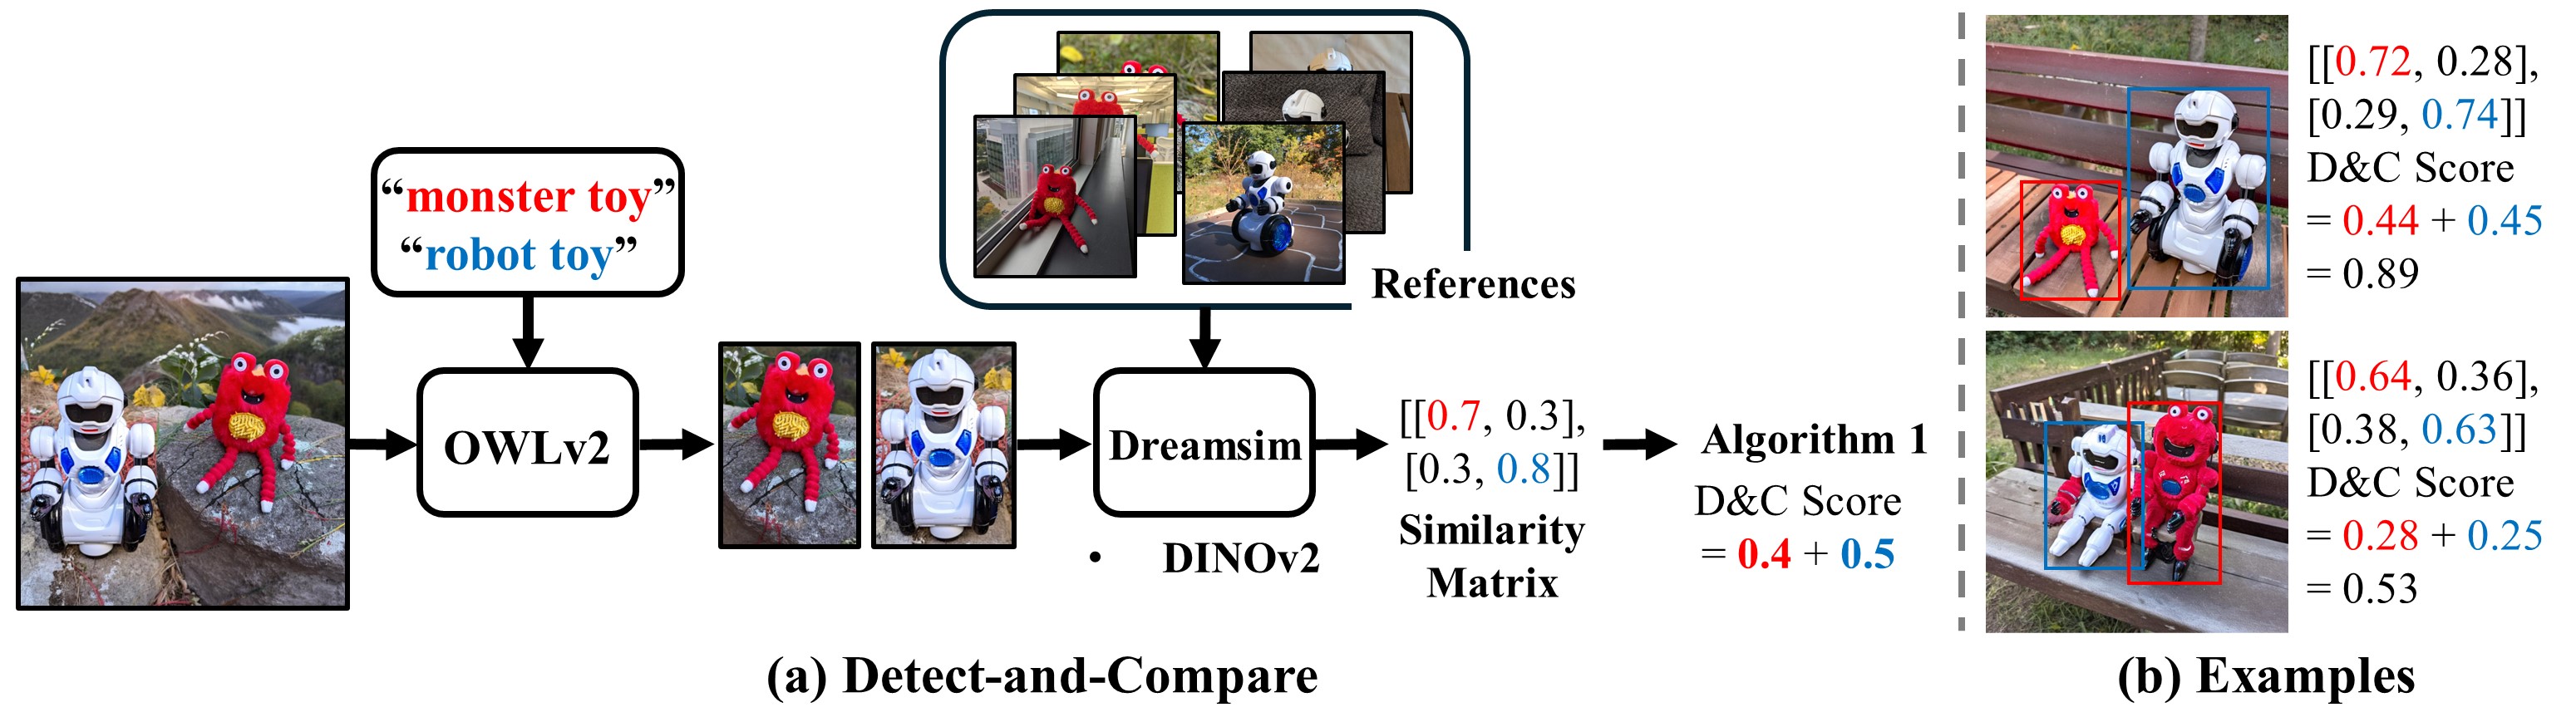 “monster toy”
“robot toy”
OWLv2
References
Dreamsim
• DINOv2
[[0.7, 0.3],
[0.3, 0.8]]
Similarity
Matrix
Algorithm 1
D&C Score
= 0.4 + 0.5
(a) Detect-and-Compare
[[0.72, 0.28],
[0.29, 0.74]]
D&C Score
= 0.44 + 0.45
= 0.89
[[0.64, 0.36],
[0.38, 0.63]]
D&C Score
= 0.28 + 0.25
= 0.53
(b) Examples